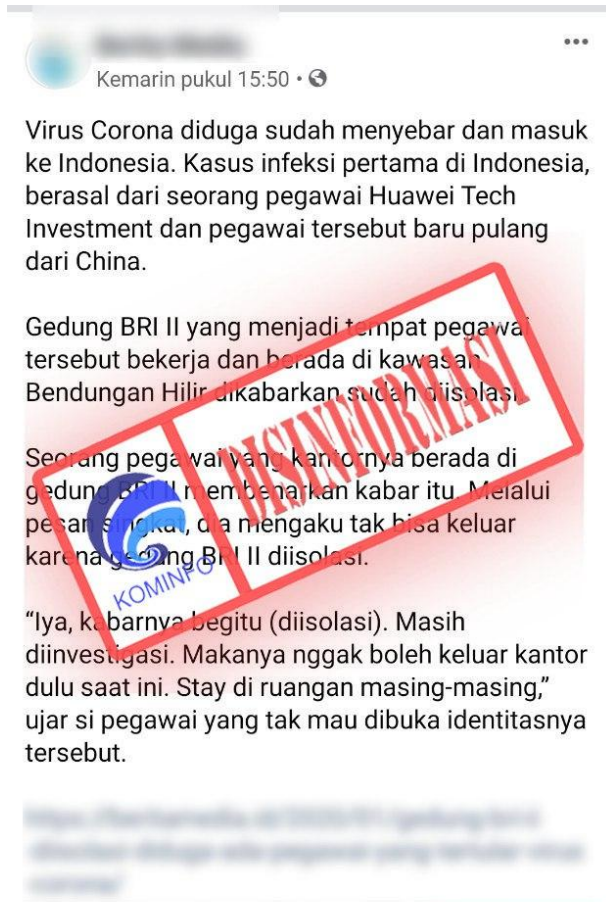 Kemarin pukul 15:50
Virus Corona diduga sudah menyebar dan masuk
ke Indonesia. Kasus infeksi pertama di Indonesia,
berasal dari seorang pegawai Huawei Tech
Investment dan pegawai tersebut baru pulang
dari China.
Gedung BRI II yang menjadi tempat pegawai
tersebut bekerja dan berada di kawasan
Bendungan Hilir dikabarkan sudah diisolasi.
Seorang pegawai yang kantornya berada di
gedung BRI II membenarkan kabar itu. Melalui
pesan singkat, dia mengaku tak bisa keluar
karena gedung BRI II diisolasi.
DISINFORMASI
KOMINFO
“Iya, kabarnya begitu (diisolasi). Masih
diinvestigasi. Makanya nggak boleh keluar kantor
dulu saat ini. Stay di ruangan masing-masing,”
ujar si pegawai yang tak mau dibuka identitasnya
tersebut.